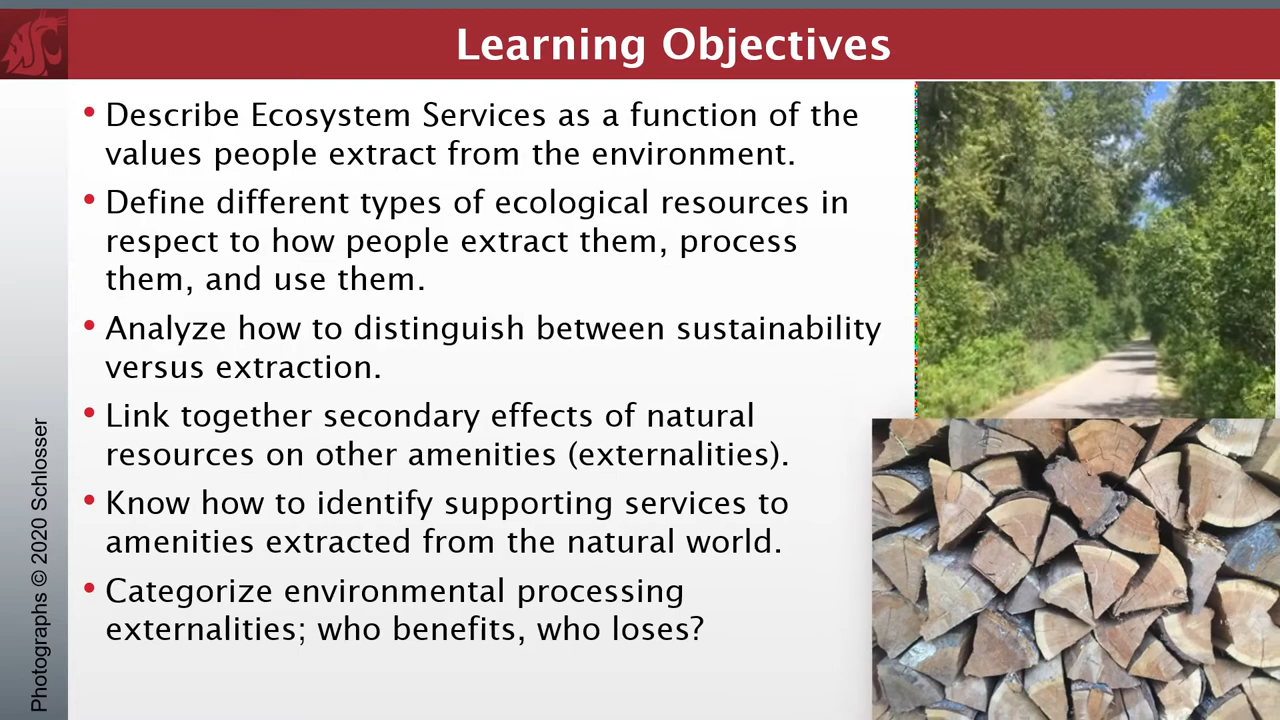 Learning Objectives
• Describe Ecosystem Services as a function of the
values people extract from the environment.
• Define different types of ecological resources in
respect to how people extract them, process
them, and use them.
• Analyze how to distinguish between sustainability
versus extraction.
• Link together secondary effects of natural
resources on other amenities (externalities).
• Know how to identify supporting services to
amenities extracted from the natural world.
• Categorize environmental processing
externalities; who benefits, who loses?
Photographs © 2020 Schlosser